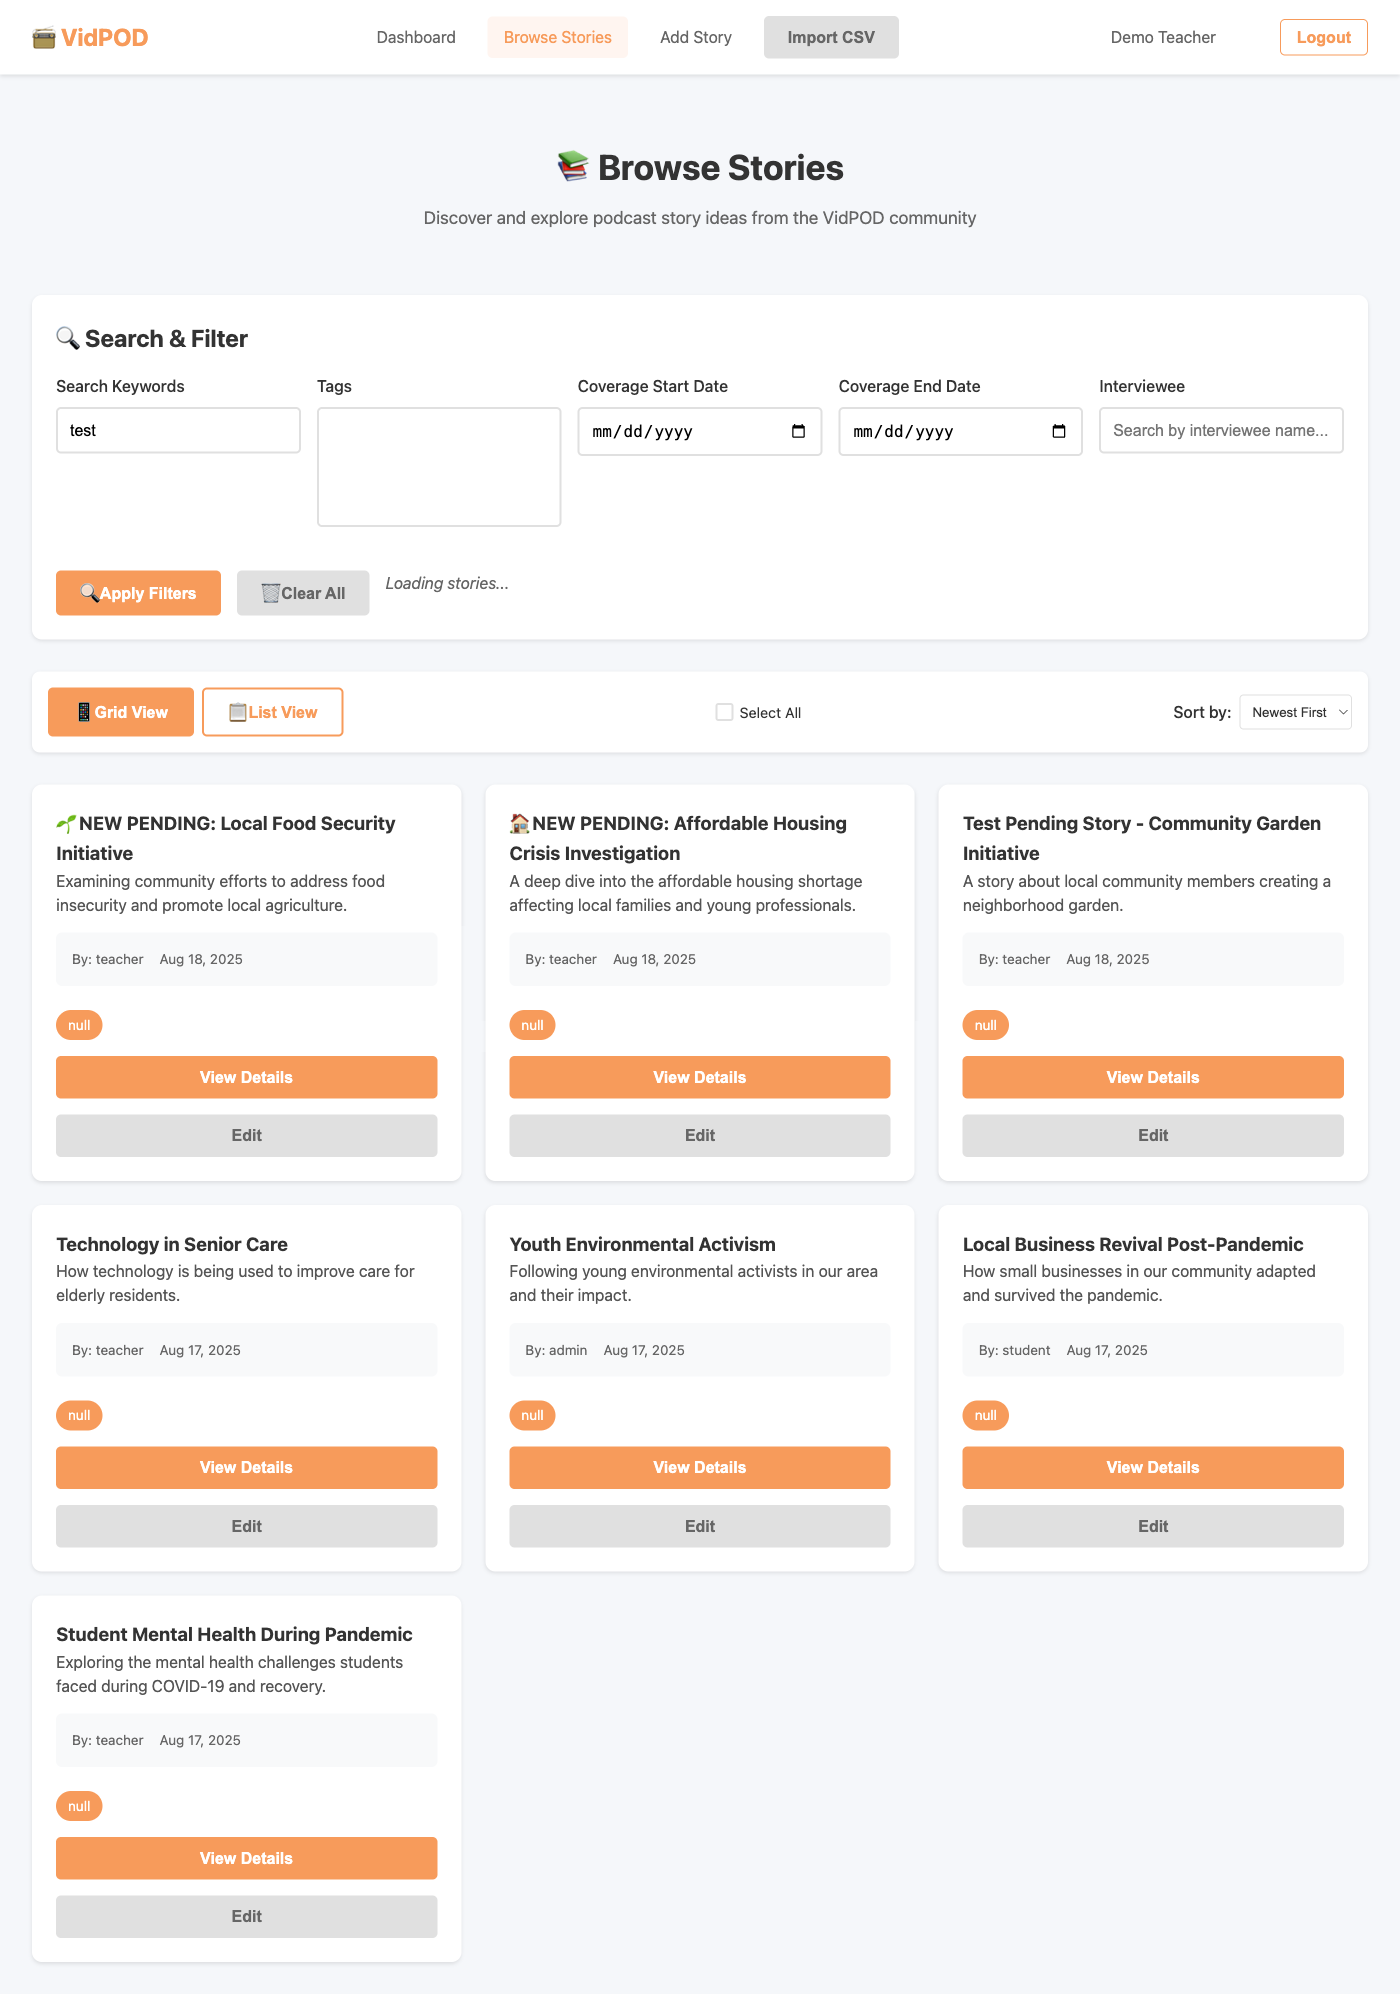 VidPOD
Dashboard
Browse Stories
Add Story
Import CSV
Demo Teacher
Logout
Browse Stories
Discover and explore podcast story ideas from the VidPOD community
Search & Filter
Search Keywords
Tags
Coverage Start Date
Coverage End Date
Interviewee
test
mm/dd/yyyy
mm/dd/yyyy
Search by interviewee name...
Apply Filters
Clear All
Loading stories...
Grid View
List View
Select All
Sort by:
Newest First
NEW PENDING: Local Food Security
Initiative
Examining community efforts to address food
insecurity and promote local agriculture.
By: teacher Aug 18, 2025
null
View Details
Edit
NEW PENDING: Affordable Housing
Crisis Investigation
A deep dive into the affordable housing shortage
affecting local families and young professionals.
By: teacher Aug 18, 2025
null
View Details
Edit
Test Pending Story - Community Garden
Initiative
A story about local community members creating a
neighborhood garden.
By: teacher Aug 18, 2025
null
View Details
Edit
Technology in Senior Care
How technology is being used to improve care for
elderly residents.
By: teacher Aug 17, 2025
null
View Details
Edit
Youth Environmental Activism
Following young environmental activists in our area
and their impact.
By: admin Aug 17, 2025
null
View Details
Edit
Local Business Revival Post-Pandemic
How small businesses in our community adapted
and survived the pandemic.
By: student Aug 17, 2025
null
View Details
Edit
Student Mental Health During Pandemic
Exploring the mental health challenges students
faced during COVID-19 and recovery.
By: teacher Aug 17, 2025
null
View Details
Edit